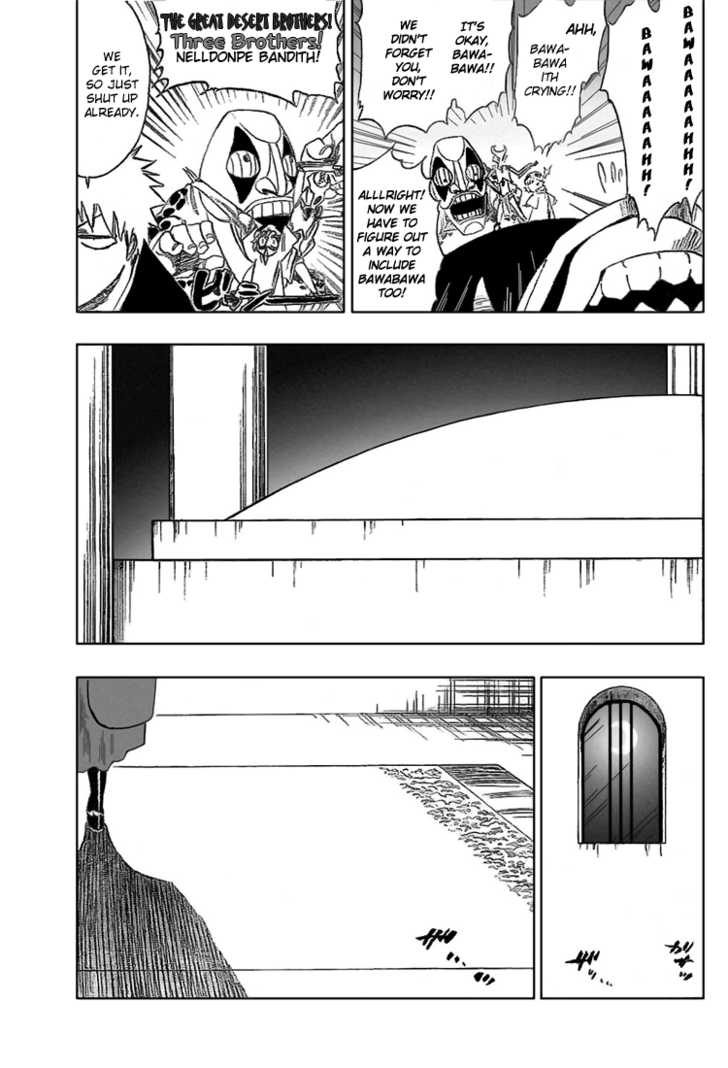 BAWAAAAAAHHH!
BAWAAAAAAHHH!
AHH,
BAWA-
BAWA
ITH
CRYING!!
IT'S
OKAY,
BAWA-
BAWA!!
WE
DIDN'T
FORGET
YOU,
DON'T
WORRY!!
ALLLRIGHT!
NOW WE
HAVE TO
FIGURE OUT
A WAY TO
INCLUDE
BAWABAWA
TOO!
THE GREAT DESERT BROTHERS!
Three Brothers!
NELLDONPE BANDITH!
WE
GET IT,
SO JUST
SHUT UP
ALREADY.